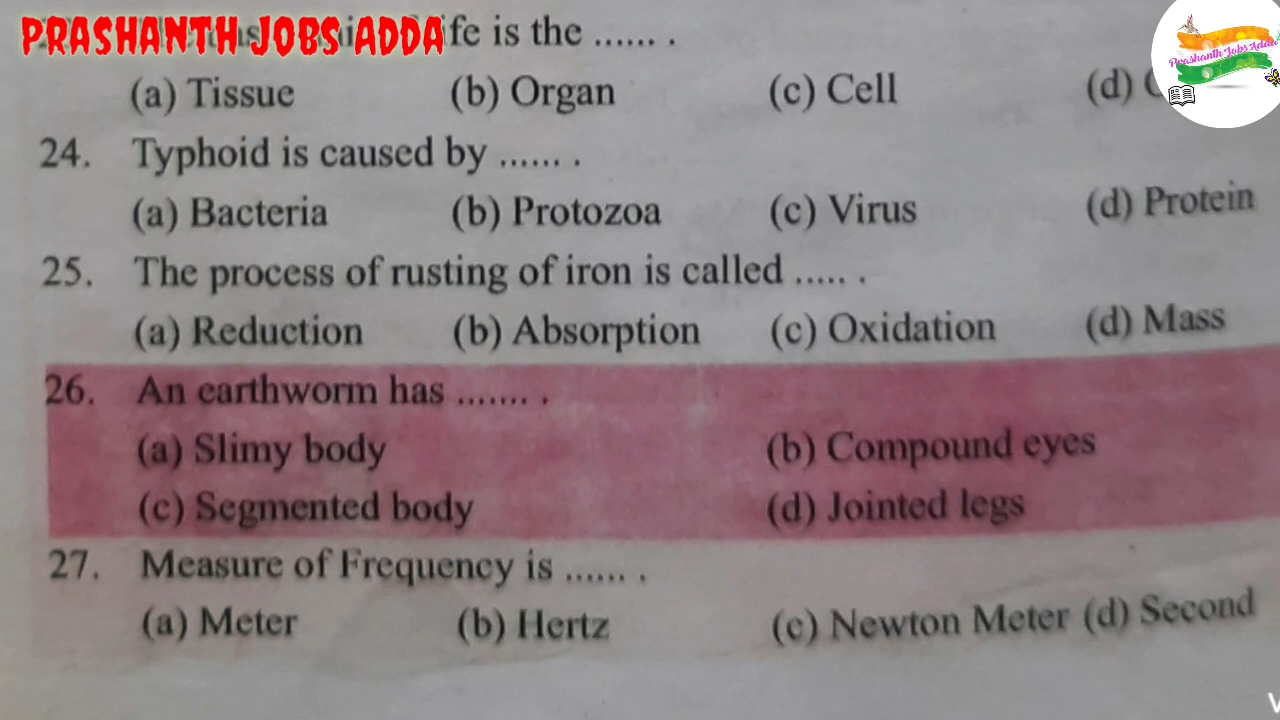 PRASHANTH JOBS ADDA
fe is the ...... .
(a) Tissue (b) Organ (c) Cell (d)
Prashanth Jobs Adda
24. Typhoid is caused by ...... .
(a) Bacteria (b) Protozoa (c) Virus (d) Protein
25. The process of rusting of iron is called ..... .
(a) Reduction (b) Absorption (c) Oxidation (d) Mass
26. An earthworm has ....... .
(a) Slimy body (b) Compound eyes
(c) Segmented body (d) Jointed legs
27. Measure of Frequency is ...... .
(a) Meter (b) Hertz (c) Newton Meter (d) Second